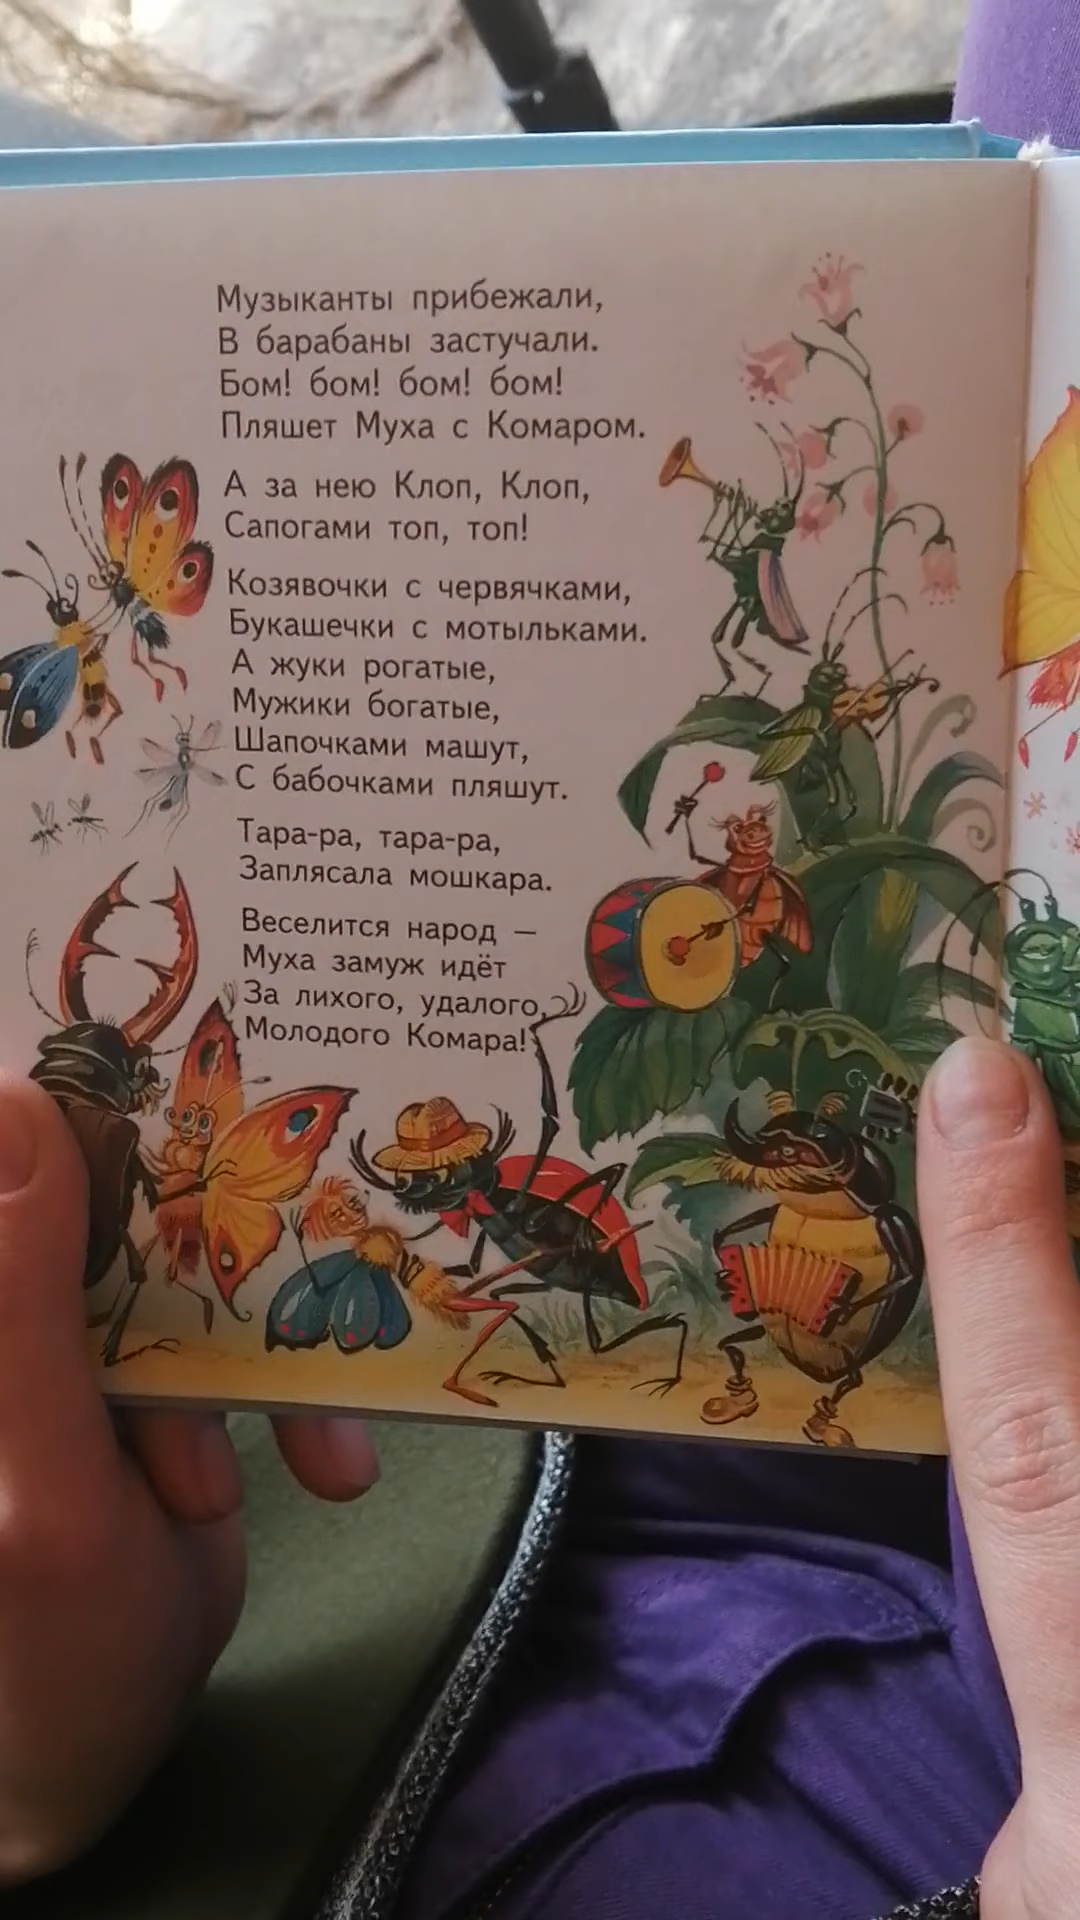 Музыканты прибежали,
В барабаны застучали.
Бом! бом! бом! бом!
Пляшет Муха с Комаром.
А за нею Клоп, Клоп,
Сапогами топ, топ!
Козявочки с червячками,
Букашечки с мотыльками.
А жуки рогатые,
Мужики богатые,
Шапочками машут,
С бабочками пляшут.
Тара-ра, тара-ра,
Заплясала мошкара.
Веселится народ —
Муха замуж идёт
За лихого, удалого,
Молодого Комара!